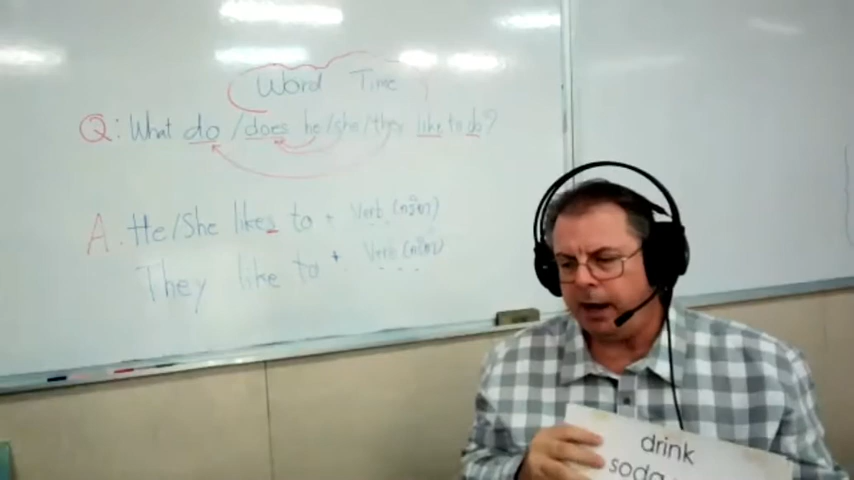 Word Time
Q: What do /does he/she/they like to do?
A. He/She likes to + Verb (กริยา)
They like to + Verb (กริยา)
drink
soda